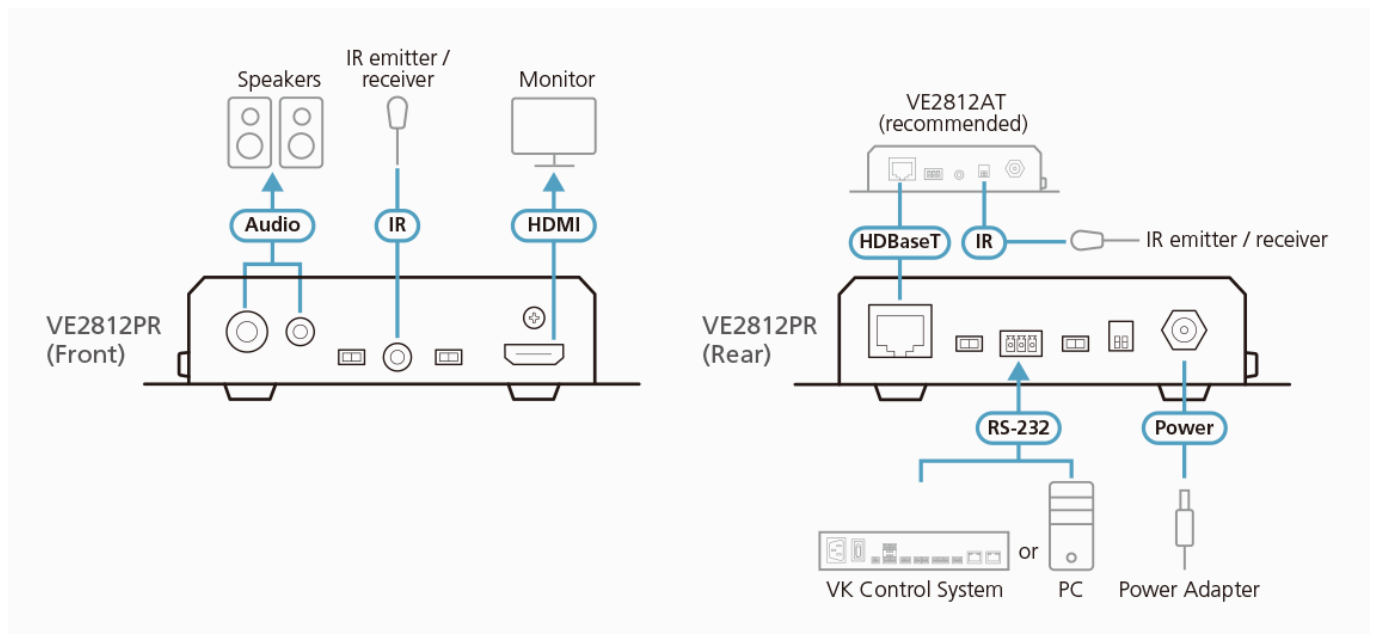 Speakers
IR emitter /
receiver
Monitor
Audio
IR
HDMI
VE2812PR
(Front)
VE2812AT
(recommended)
HDBaseT
IR
IR emitter / receiver
VE2812PR
(Rear)
RS-232
Power
or
VK Control System
PC
Power Adapter